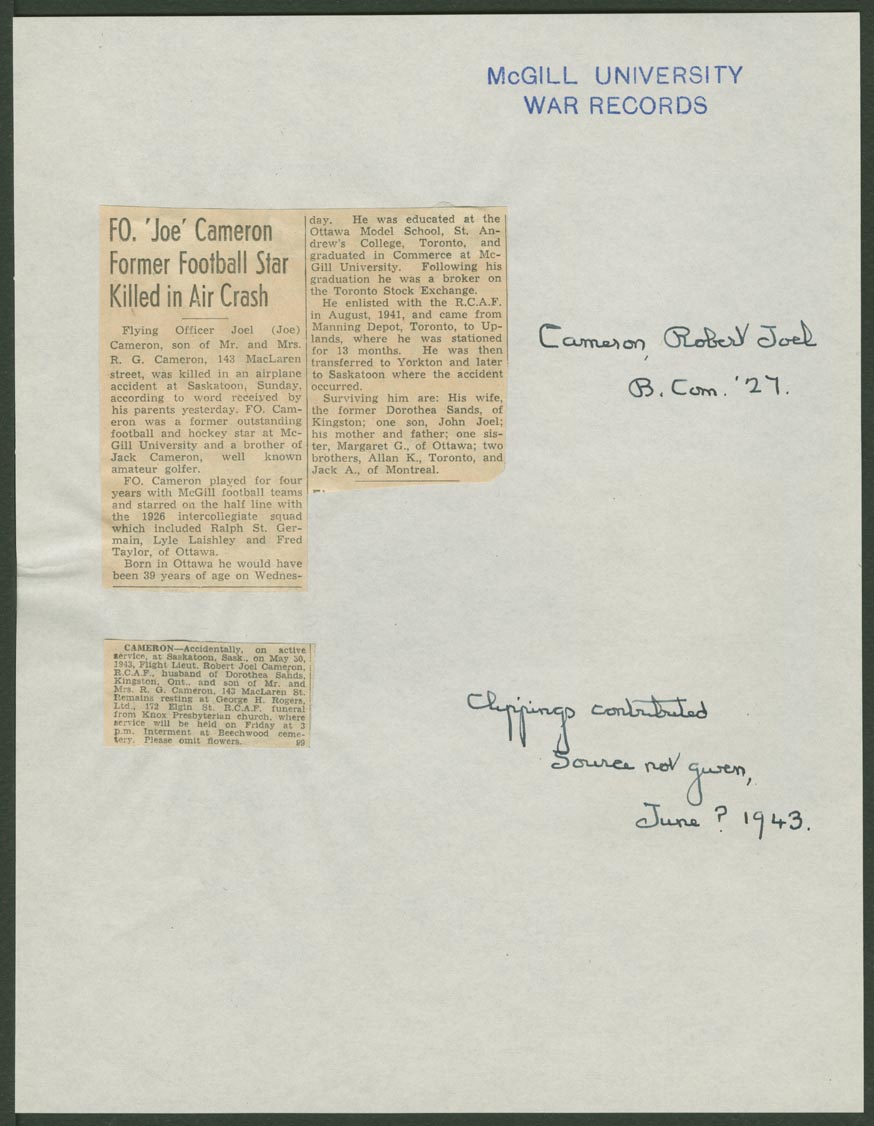 McGILL UNIVERSITY
WAR RECORDS
FO. 'Joe' Cameron
Former Football Star
Killed in Air Crash
Flying Officer Joel (Joe)
Cameron, son of Mr. and Mrs.
R. G. Cameron, 143 MacLaren
street, was killed in an airplane
accident at Saskatoon, Sunday,
according to word received by
his parents yesterday. FO. Cam-
eron was a former outstanding
football and hockey star at Mc-
Gill University and a brother of
Jack Cameron, well known
amateur golfer.
FO. Cameron played for four
years with McGill football teams
and starred on the half line with
the 1926 intercollegiate squad
which included Ralph St. Ger-
main, Lyle Laishley and Fred
Taylor, of Ottawa.
Born in Ottawa he would have
been 39 years of age on Wednes-
day. He was educated at the
Ottawa Model School, St. An-
drew's College, Toronto, and
graduated in Commerce at Mc-
Gill University. Following his
graduation he was a broker on
the Toronto Stock Exchange.
He enlisted with the R.C.A.F.
in August, 1941, and came from
Manning Depot, Toronto, to Up-
lands, where he was stationed
for 13 months. He was then
transferred to Yorkton and later
to Saskatoon where the accident
occurred.
Surviving him are: His wife,
the former Dorothea Sands, of
Kingston; one son, John Joel;
his mother and father; one sis-
ter, Margaret G., of Ottawa; two
brothers, Allan K., Toronto, and
Jack A., of Montreal.
Cameron, Robert Joel
B. Com. '27.
CAMERON—Accidentally, on active
service, at Saskatoon, Sask., on May 30,
1943, Flight Lieut. Robert Joel Cameron,
R.C.A.F., husband of Dorothea Sands,
Kingston, Ont., and son of Mr. and
Mrs. R. G. Cameron, 143 MacLaren St.
Remains resting at George H. Rogers,
Ltd., 172 Elgin St. R.C.A.F. funeral
from Knox Presbyterian church, where
service will be held on Friday at 3
p.m. Interment at Beechwood ceme-
tery. Please omit flowers. 99
Clippings contributed
Source not given,
June ? 1943.